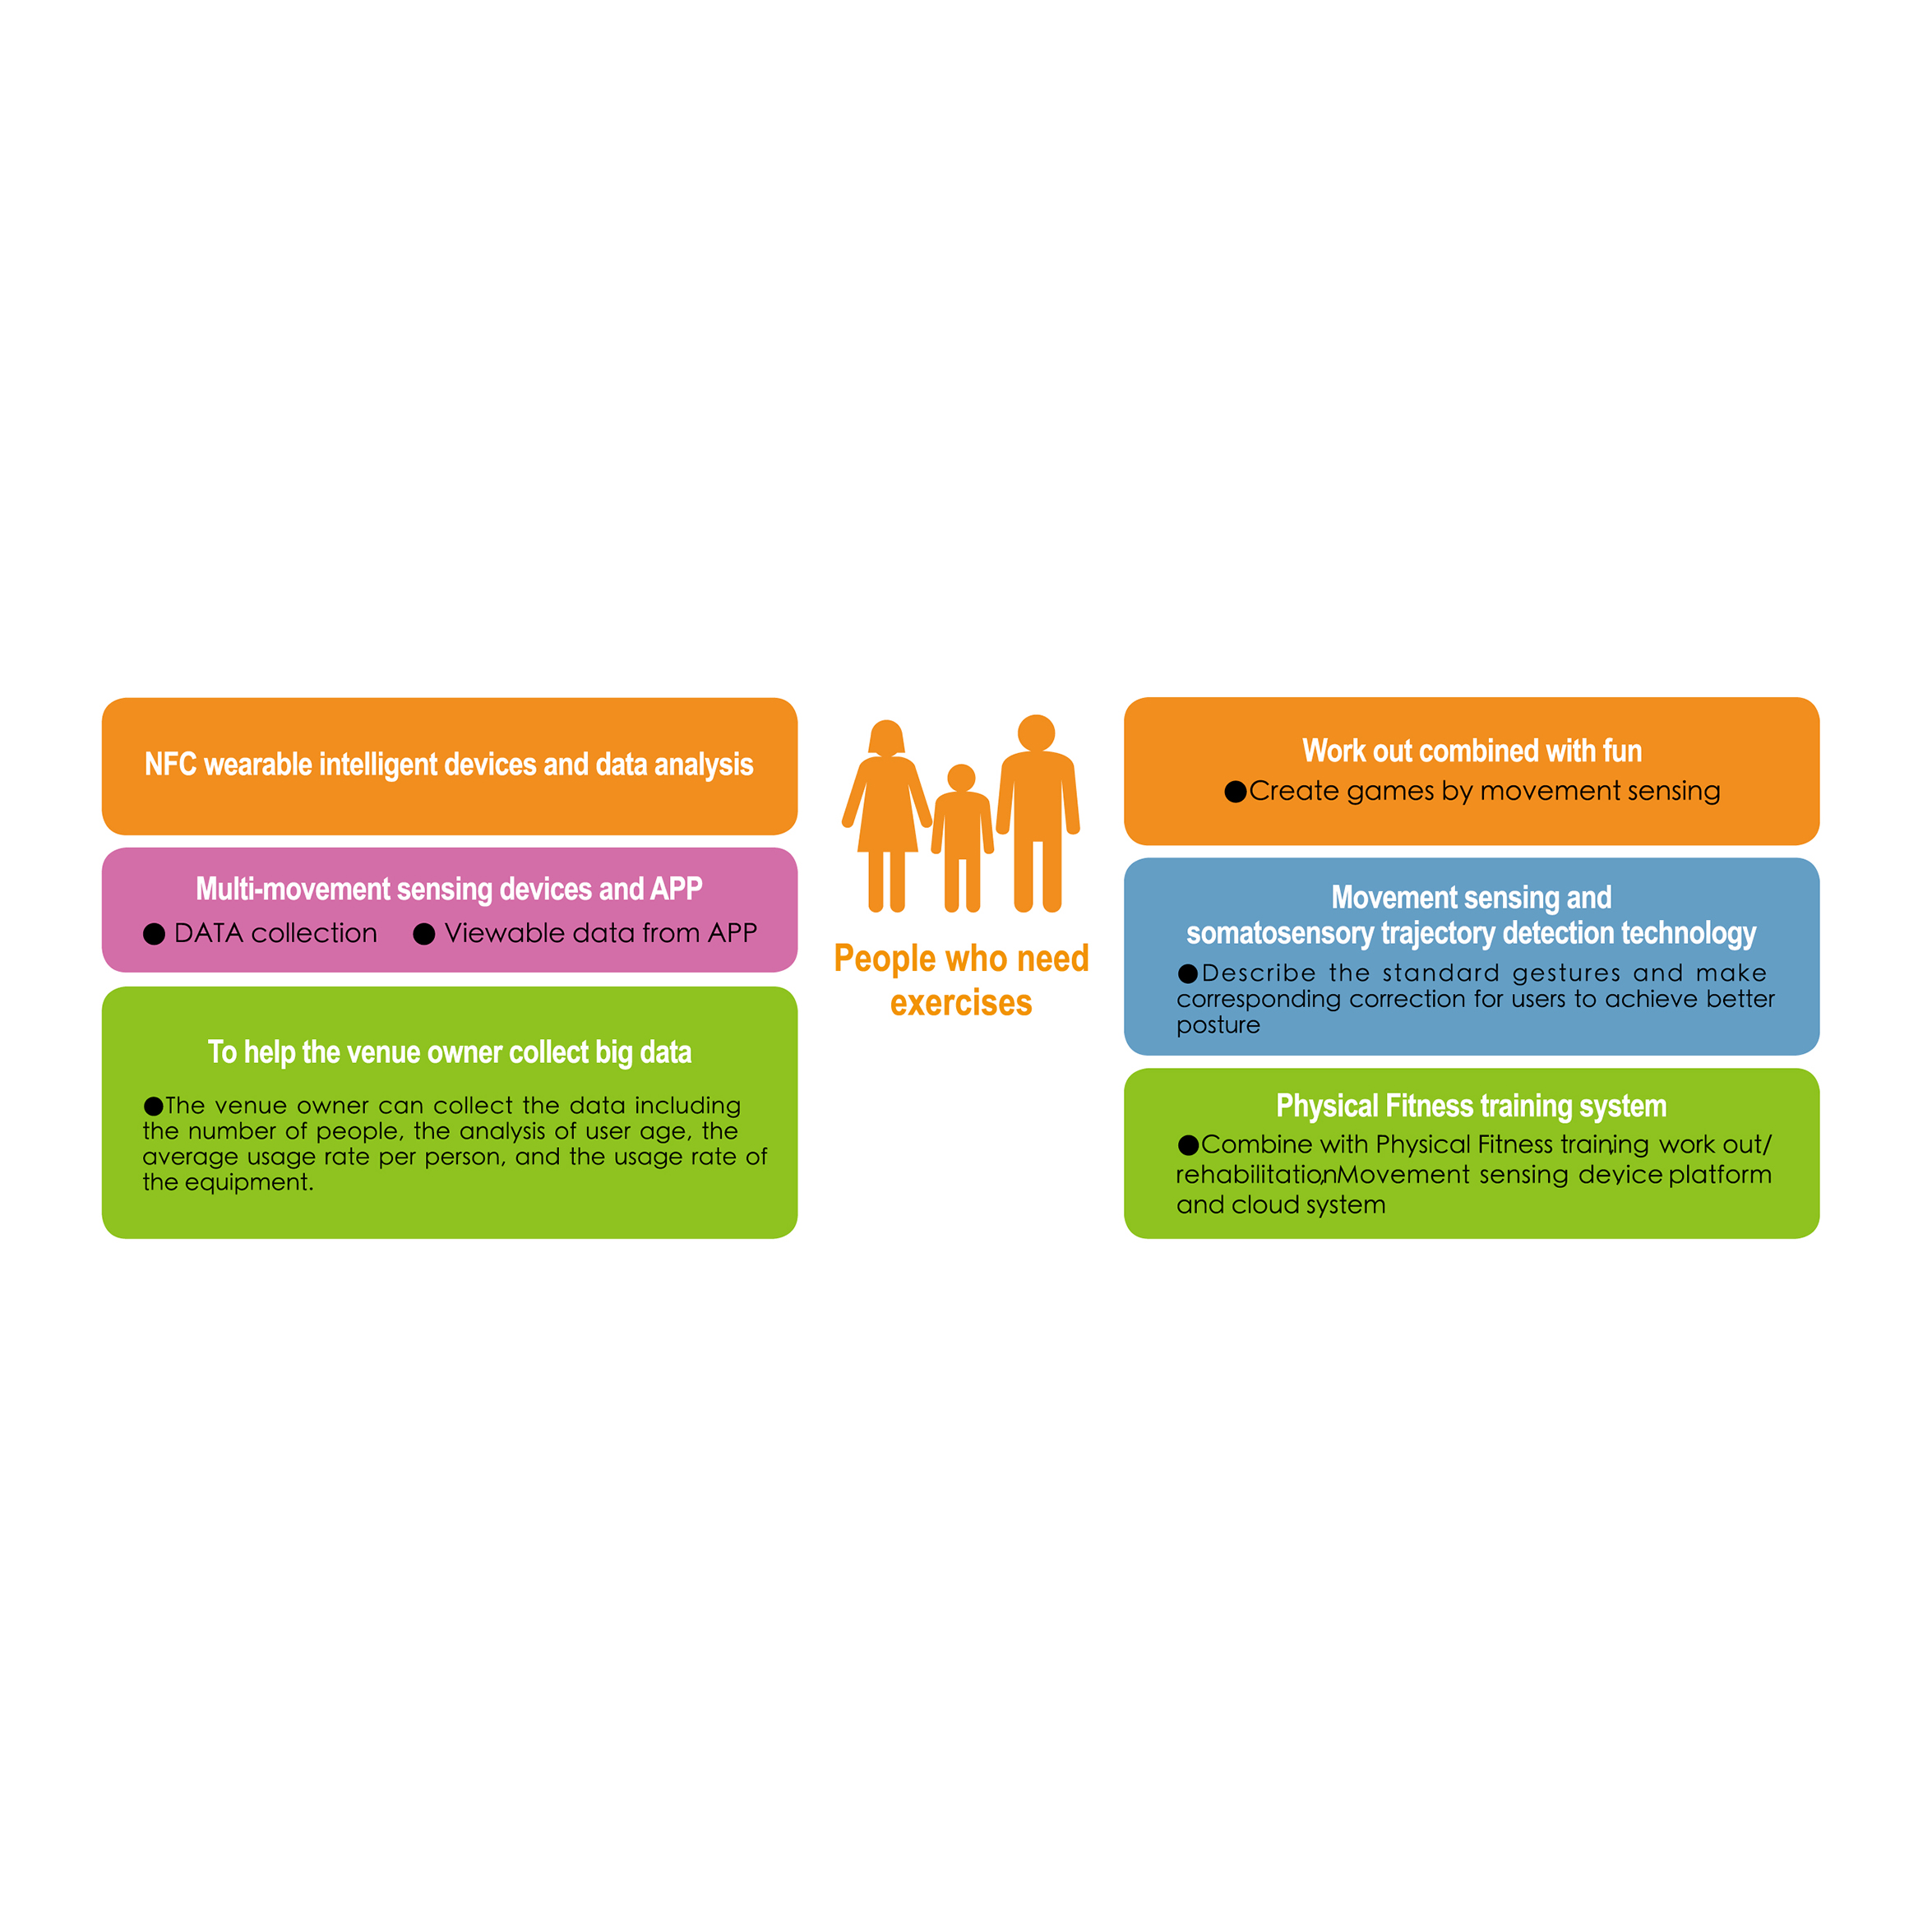 NFC wearable intelligent devices and data analysis
Multi-movement sensing devices and APP
● DATA collection ● Viewable data from APP
To help the venue owner collect big data
●The venue owner can collect the data including
the number of people, the analysis of user age, the
average usage rate per person, and the usage rate of
the equipment.
People who need
exercises
Work out combined with fun
●Create games by movement sensing
Movement sensing and
somatosensory trajectory detection technology
●Describe the standard gestures and make
corresponding correction for users to achieve better
posture
Physical Fitness training system
●Combine with Physical Fitness training, work out/
rehabilitation,Movement sensing device platform
and cloud system